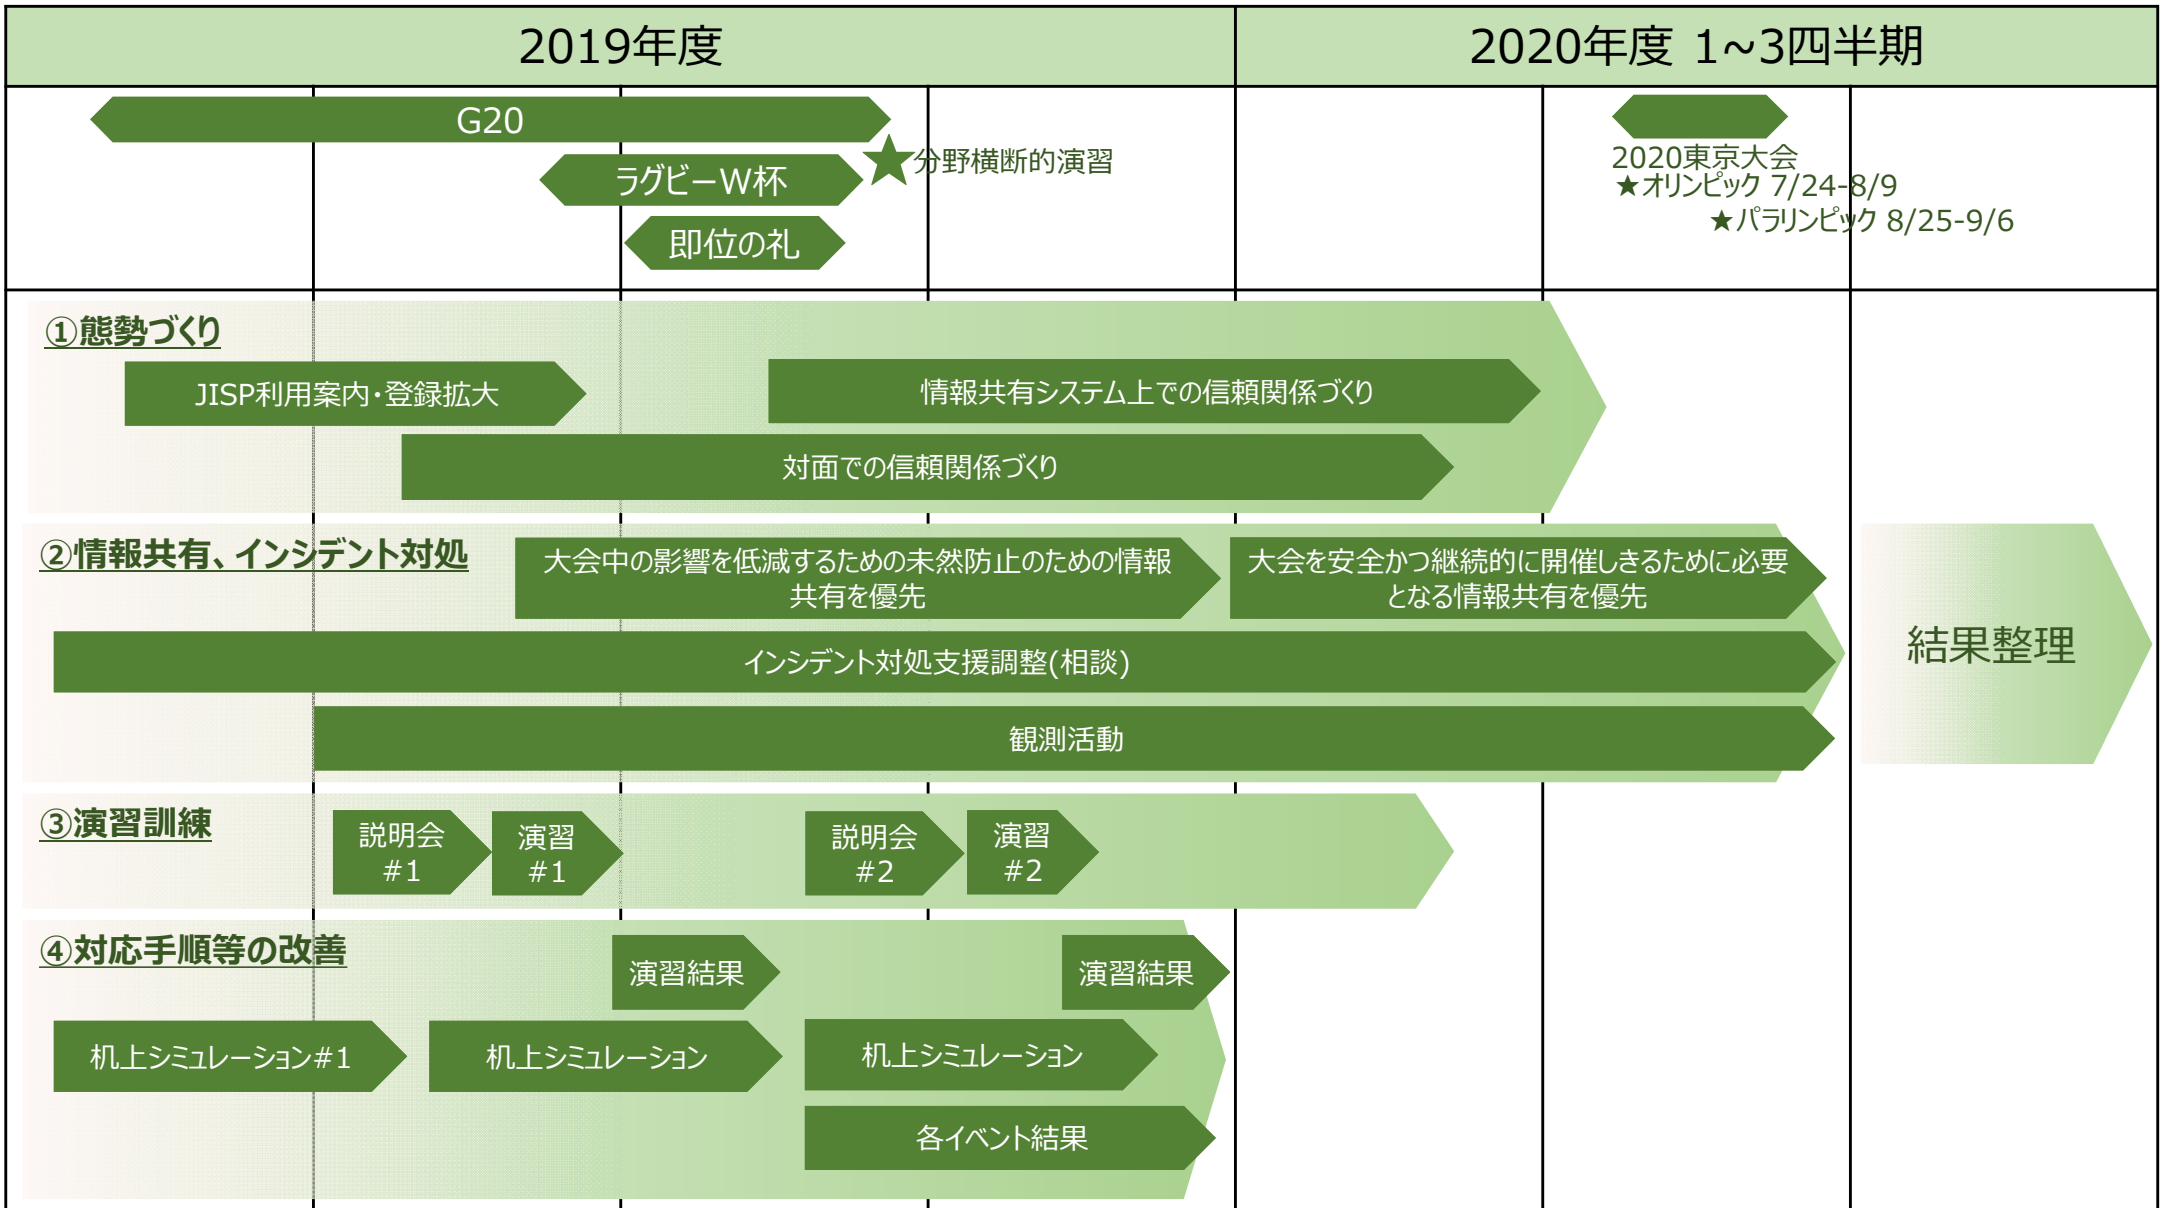 2019年度
2020年度 1~3四半期
G20
ラグビーW杯
即位の礼
分野横断的演習
2020東京大会
★オリンピック 7/24-8/9
★パラリンピック 8/25-9/6
①態勢づくり
JISP利用案内・登録拡大
情報共有システム上での信頼関係づくり
対面での信頼関係づくり
②情報共有、インシデント対処
大会中の影響を低減するための未然防止のための情報
共有を優先
大会を安全かつ継続的に開催しきるために必要
となる情報共有を優先
インシデント対処支援調整(相談)
観測活動
結果整理
③演習訓練
説明会
#1
演習
#1
説明会
#2
演習
#2
④対応手順等の改善
演習結果
演習結果
机上シミュレーション#1
机上シミュレーション
机上シミュレーション
各イベント結果